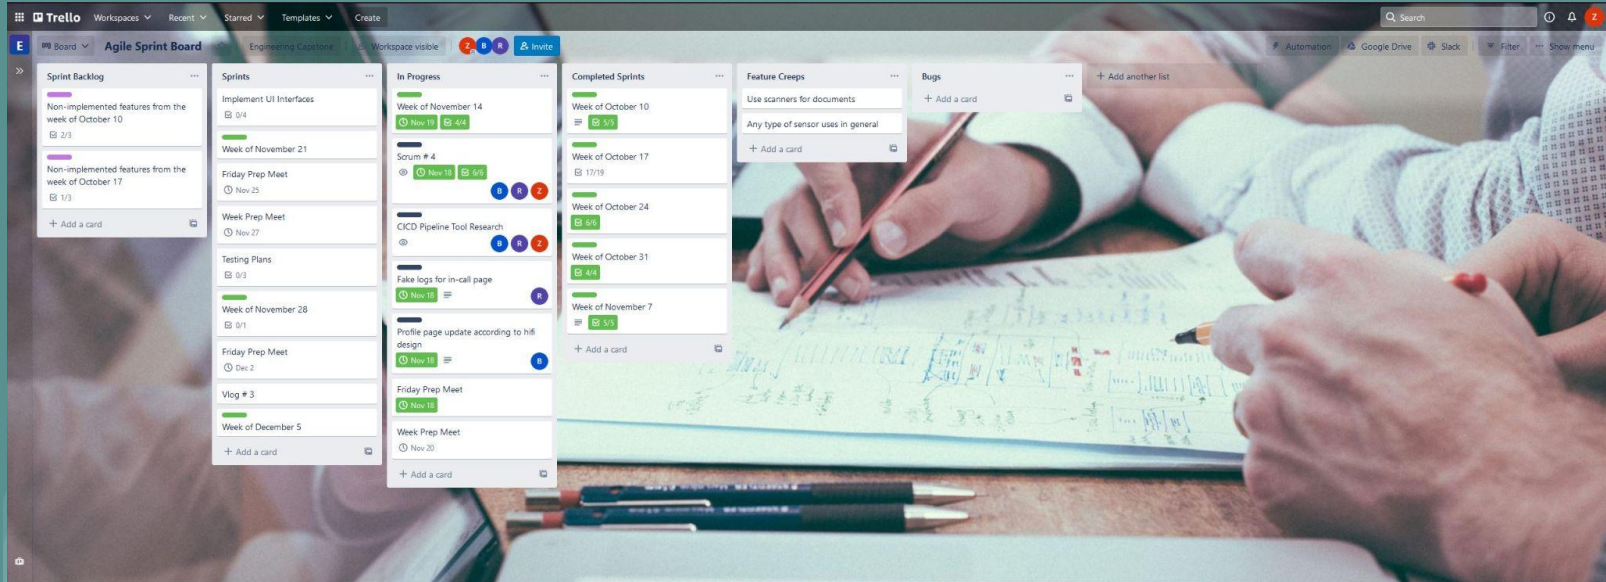 Trello Workspaces Recent Starred Templates Create Search Z
E Board Agile Sprint Board Engineering Capstone Workspace visible Z B R Invite Automation Google Drive Slack Filter Show menu
Sprint Backlog
Non-implemented features from the
week of October 10
2/3
Non-implemented features from the
week of October 17
1/3
+ Add a card
Sprints
Implement UI Interfaces
0/4
Week of November 21
Friday Prep Meet
Nov 25
Week Prep Meet
Nov 27
Testing Plans
0/3
Week of November 28
0/1
Friday Prep Meet
Dec 2
Vlog # 3
Week of December 5
+ Add a card
In Progress
Week of November 14
Nov 19 4/4
Scrum # 4
Nov 18 6/6
B R Z
CICD Pipeline Tool Research
B R Z
Fake logs for in-call page
Nov 18 R
Profile page update according to hifi
design
Nov 18 B
Friday Prep Meet
Nov 18
Week Prep Meet
Nov 20
+ Add a card
Completed Sprints
Week of October 10
5/5
Week of October 17
17/19
Week of October 24
6/6
Week of October 31
4/4
Week of November 7
5/5
+ Add a card
Feature Creeps
Use scanners for documents
Any type of sensor uses in general
+ Add a card
Bugs
+ Add a card
+ Add another list